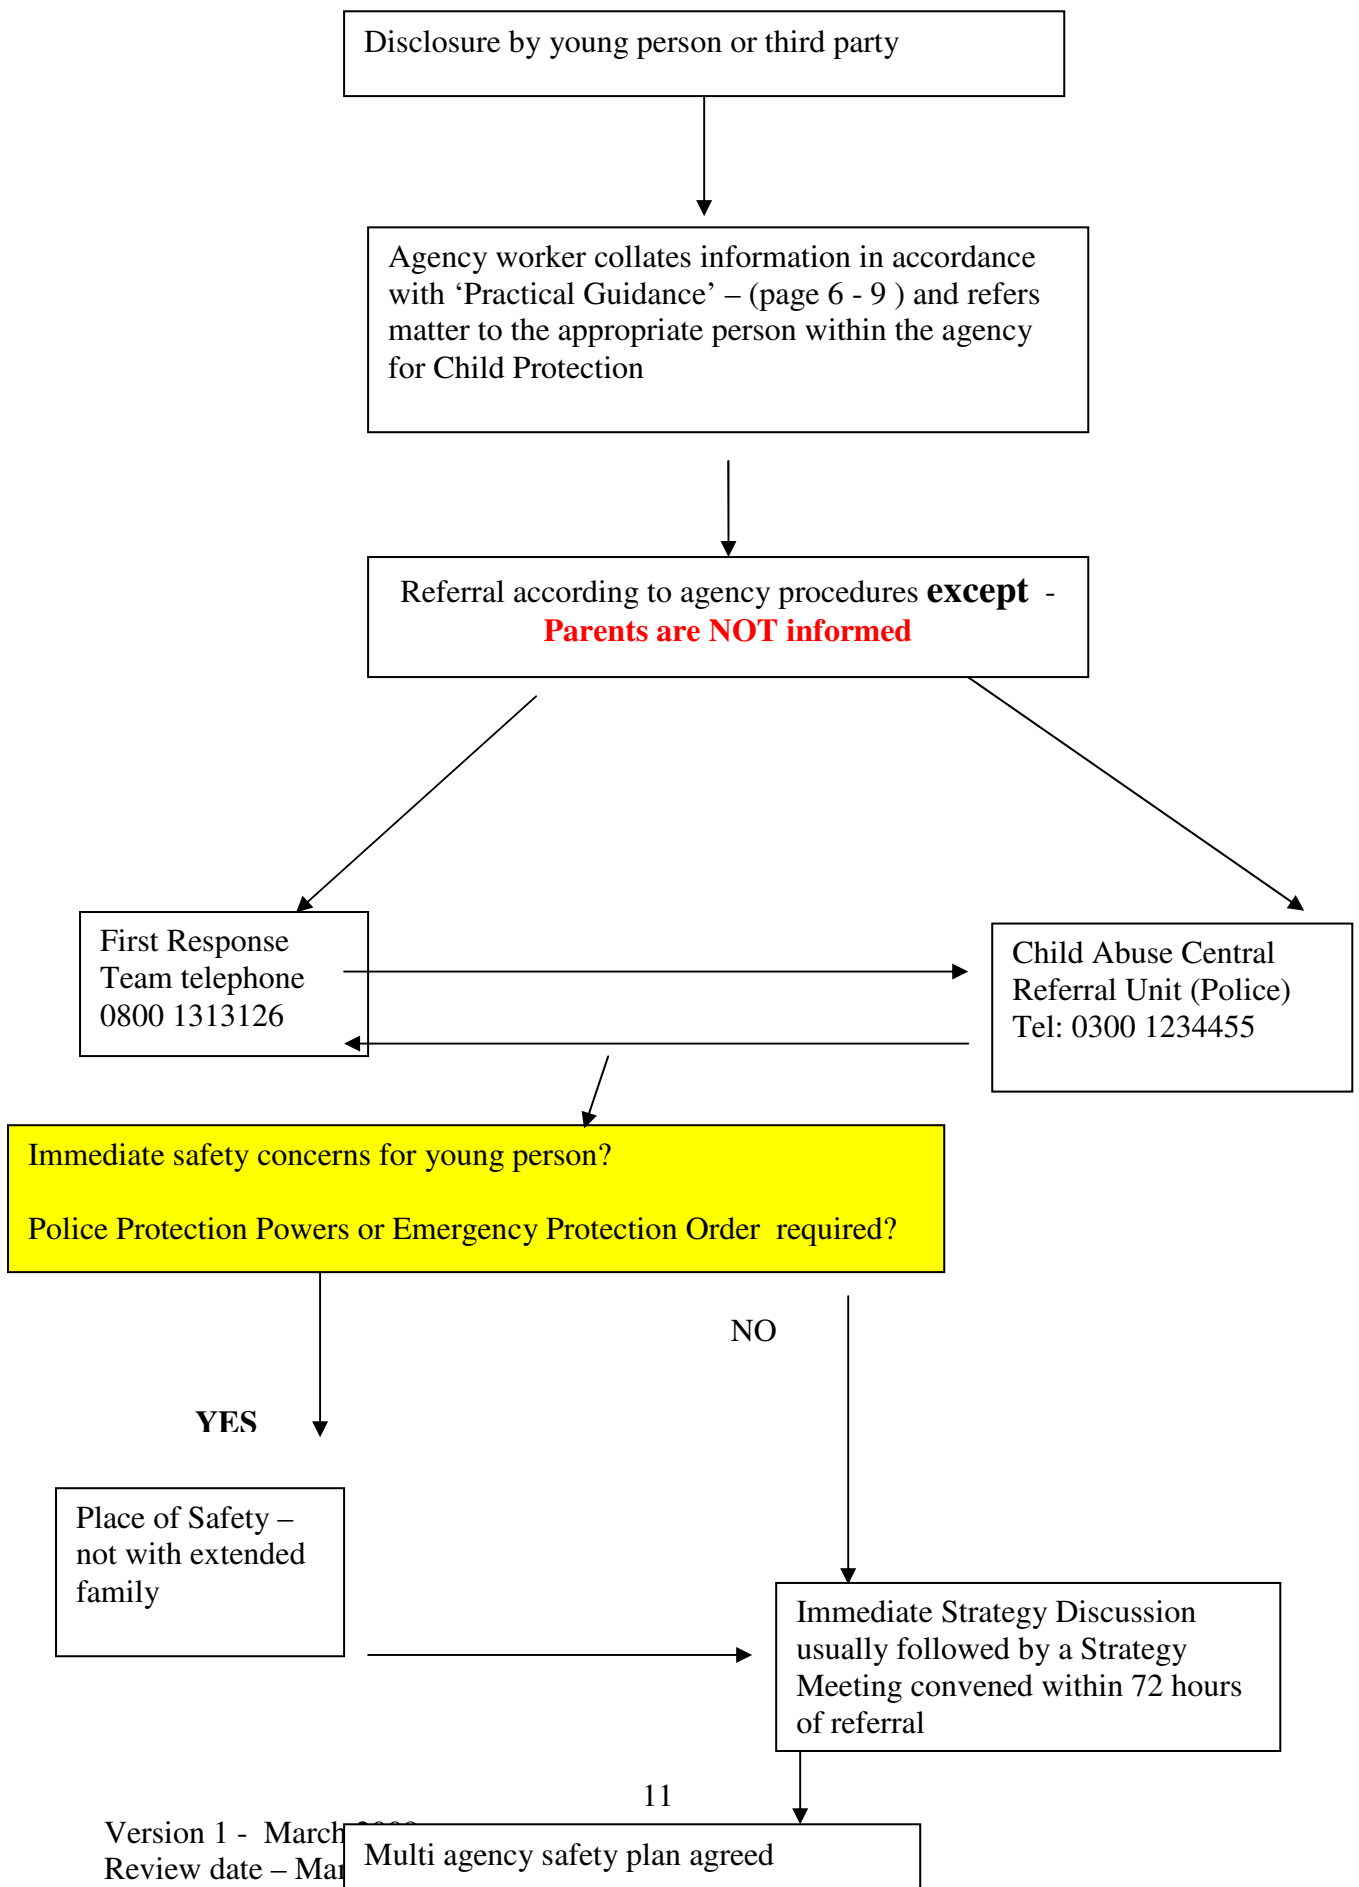 Disclosure by young person or third party
Agency worker collates information in accordance
with ‘Practical Guidance’ – (page 6 - 9 ) and refers
matter to the appropriate person within the agency
for Child Protection
Referral according to agency procedures except -
Parents are NOT informed
First Response
Team telephone
0800 1313126
Child Abuse Central
Referral Unit (Police)
Tel: 0300 1234455
Immediate safety concerns for young person?
Police Protection Powers or Emergency Protection Order required?
NO
YES
Place of Safety –
not with extended
family
Immediate Strategy Discussion
usually followed by a Strategy
Meeting convened within 72 hours
of referral
11
Version 1 - March
Review date –
Multi agency safety plan agreed